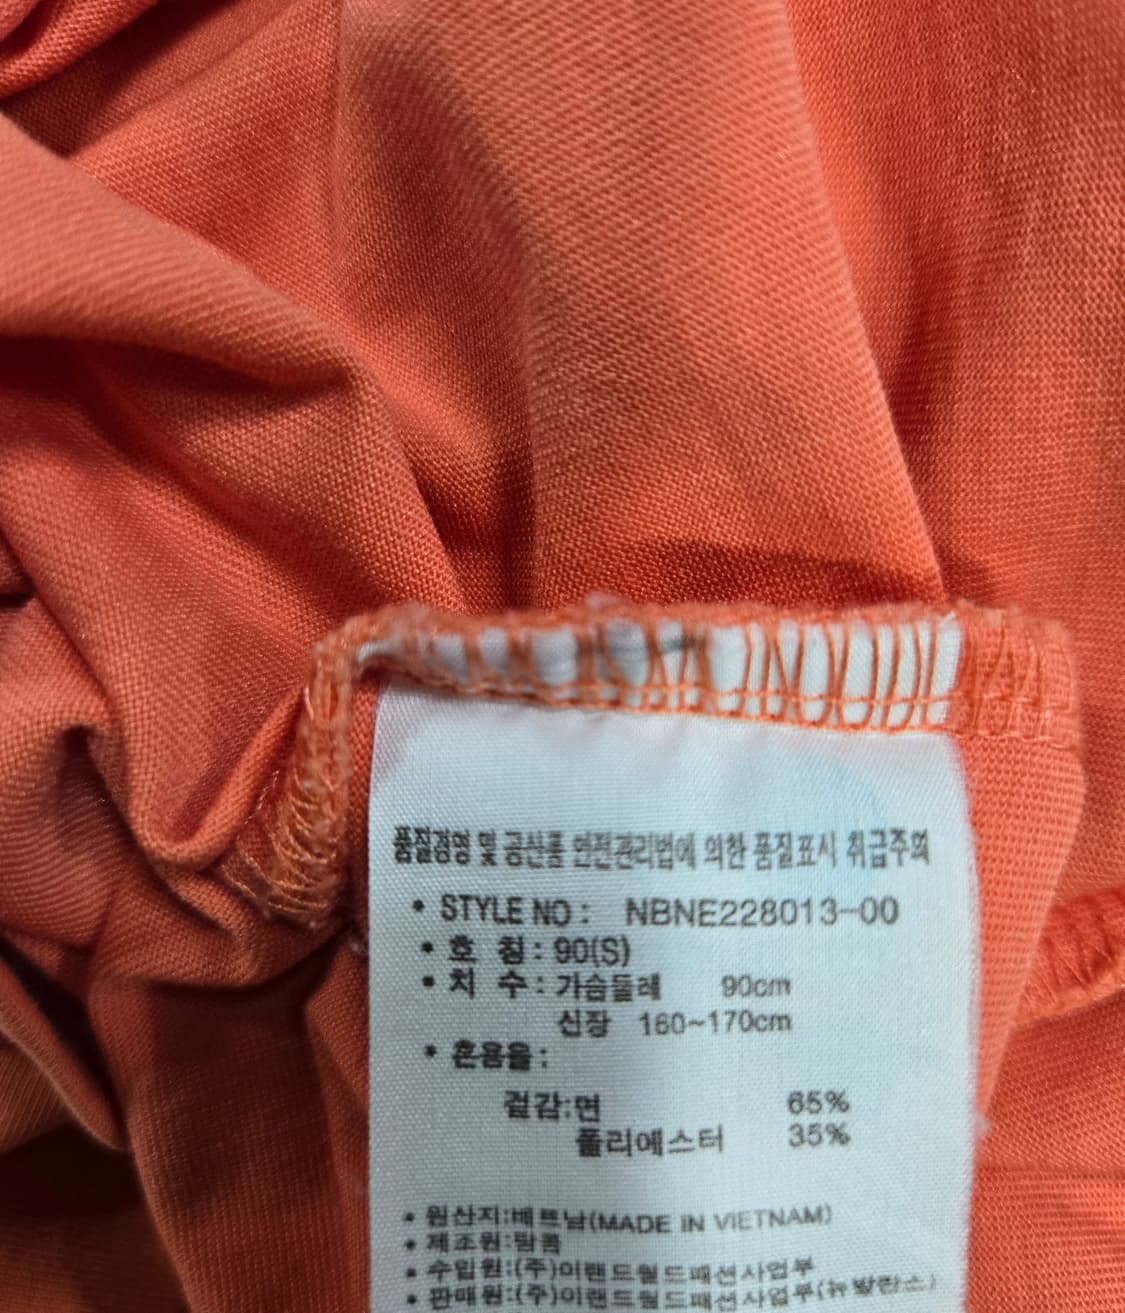 품질경영 및 공산품 안전관리법에 의한 품질표시 취급주의
• STYLE NO : NBNE228013-00
• 호 칭 : 90(S)
• 치 수 : 가슴둘레 90cm
신장 160~170cm
• 혼용율 :
겉감:면 65%
폴리에스터 35%
• 원산지:베트남(MADE IN VIETNAM)
• 제조원:탐콤
• 수입원:(주)이랜드월드패션사업부
• 판매원:(주)이랜드월드패션사업부(뉴발란스)